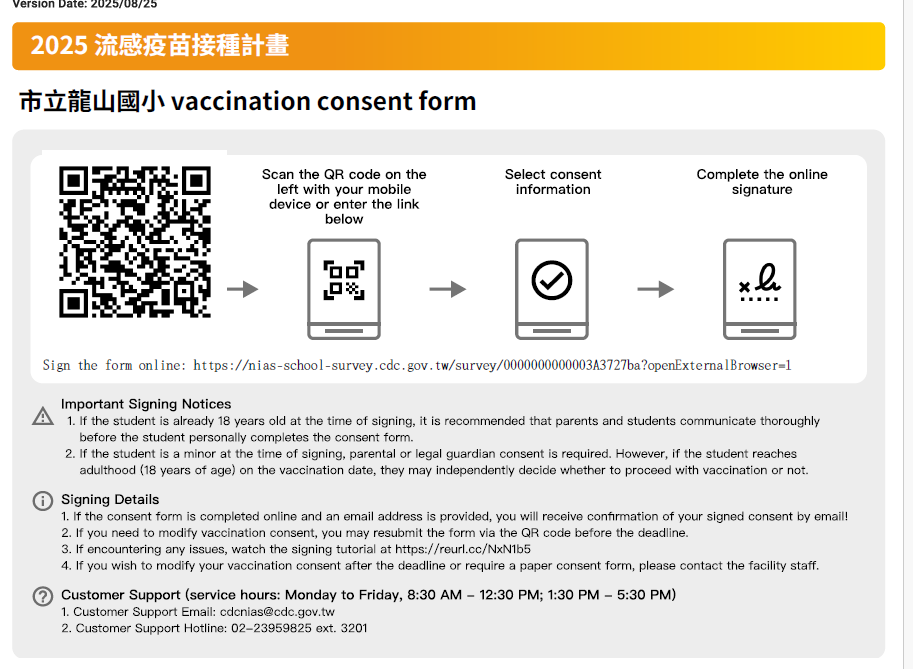 Version Date: 2025/08/25
2025 流感疫苗接種計畫
市立龍山國小 vaccination consent form
Scan the QR code on the
left with your mobile
device or enter the link
below
Select consent
information
Complete the online
signature
Sign the form online: https://nias-school-survey.cdc.gov.tw/survey/0000000000003A3727ba?openExternalBrowser=1
Important Signing Notices
1. If the student is already 18 years old at the time of signing, it is recommended that parents and students communicate thoroughly
before the student personally completes the consent form.
2. If the student is a minor at the time of signing, parental or legal guardian consent is required. However, if the student reaches
adulthood (18 years of age) on the vaccination date, they may independently decide whether to proceed with vaccination or not.
Signing Details
1. If the consent form is completed online and an email address is provided, you will receive confirmation of your signed consent by email!
2. If you need to modify vaccination consent, you may resubmit the form via the QR code before the deadline.
3. If encountering any issues, watch the signing tutorial at https://reurl.cc/NxN1b5
4. If you wish to modify your vaccination consent after the deadline or require a paper consent form, please contact the facility staff.
Customer Support (service hours: Monday to Friday, 8:30 AM – 12:30 PM; 1:30 PM – 5:30 PM)
1. Customer Support Email: cdcnias@cdc.gov.tw
2. Customer Support Hotline: 02–23959825 ext. 3201